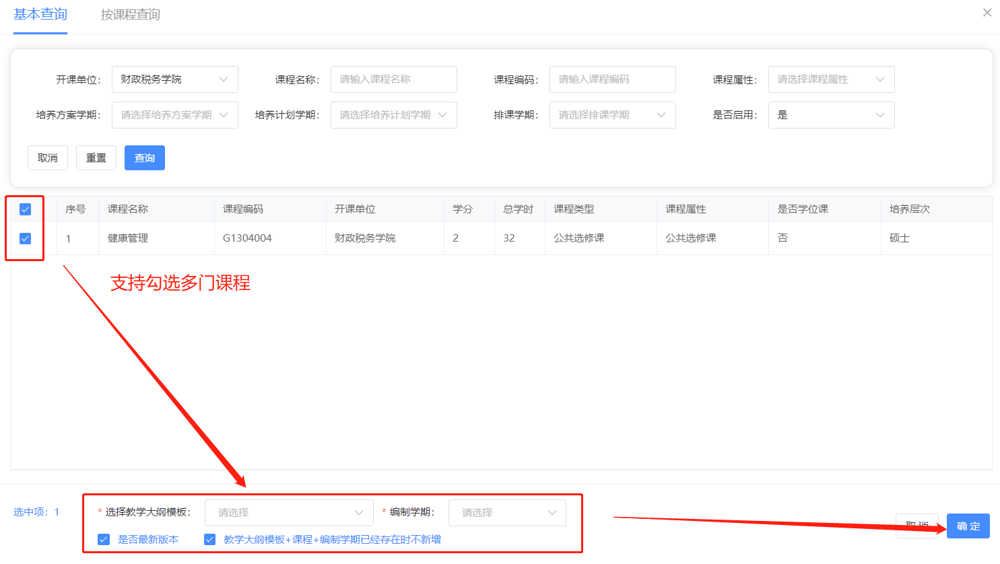 基本查询 按课程查询
开课单位： 财政税务学院 课程名称： 请输入课程名称 课程编码： 请输入课程编码 课程属性： 请选择课程属性
培养方案学期： 请选择培养方案学期 培养计划学期： 请选择培养计划学期 排课学期： 请选择排课学期 是否启用： 是
取消 重置 查询
序号 课程名称 课程编码 开课单位 学分 总学时 课程类型 课程属性 是否学位课 培养层次
1 健康管理 G1304004 财政税务学院 2 32 公共选修课 公共选修课 否 硕士
支持勾选多门课程
选中项：1 * 选择教学大纲模板： 请选择 * 编制学期： 请选择
取消 确定
是否最新版本 教学大纲模板+课程+编制学期已经存在时不新增